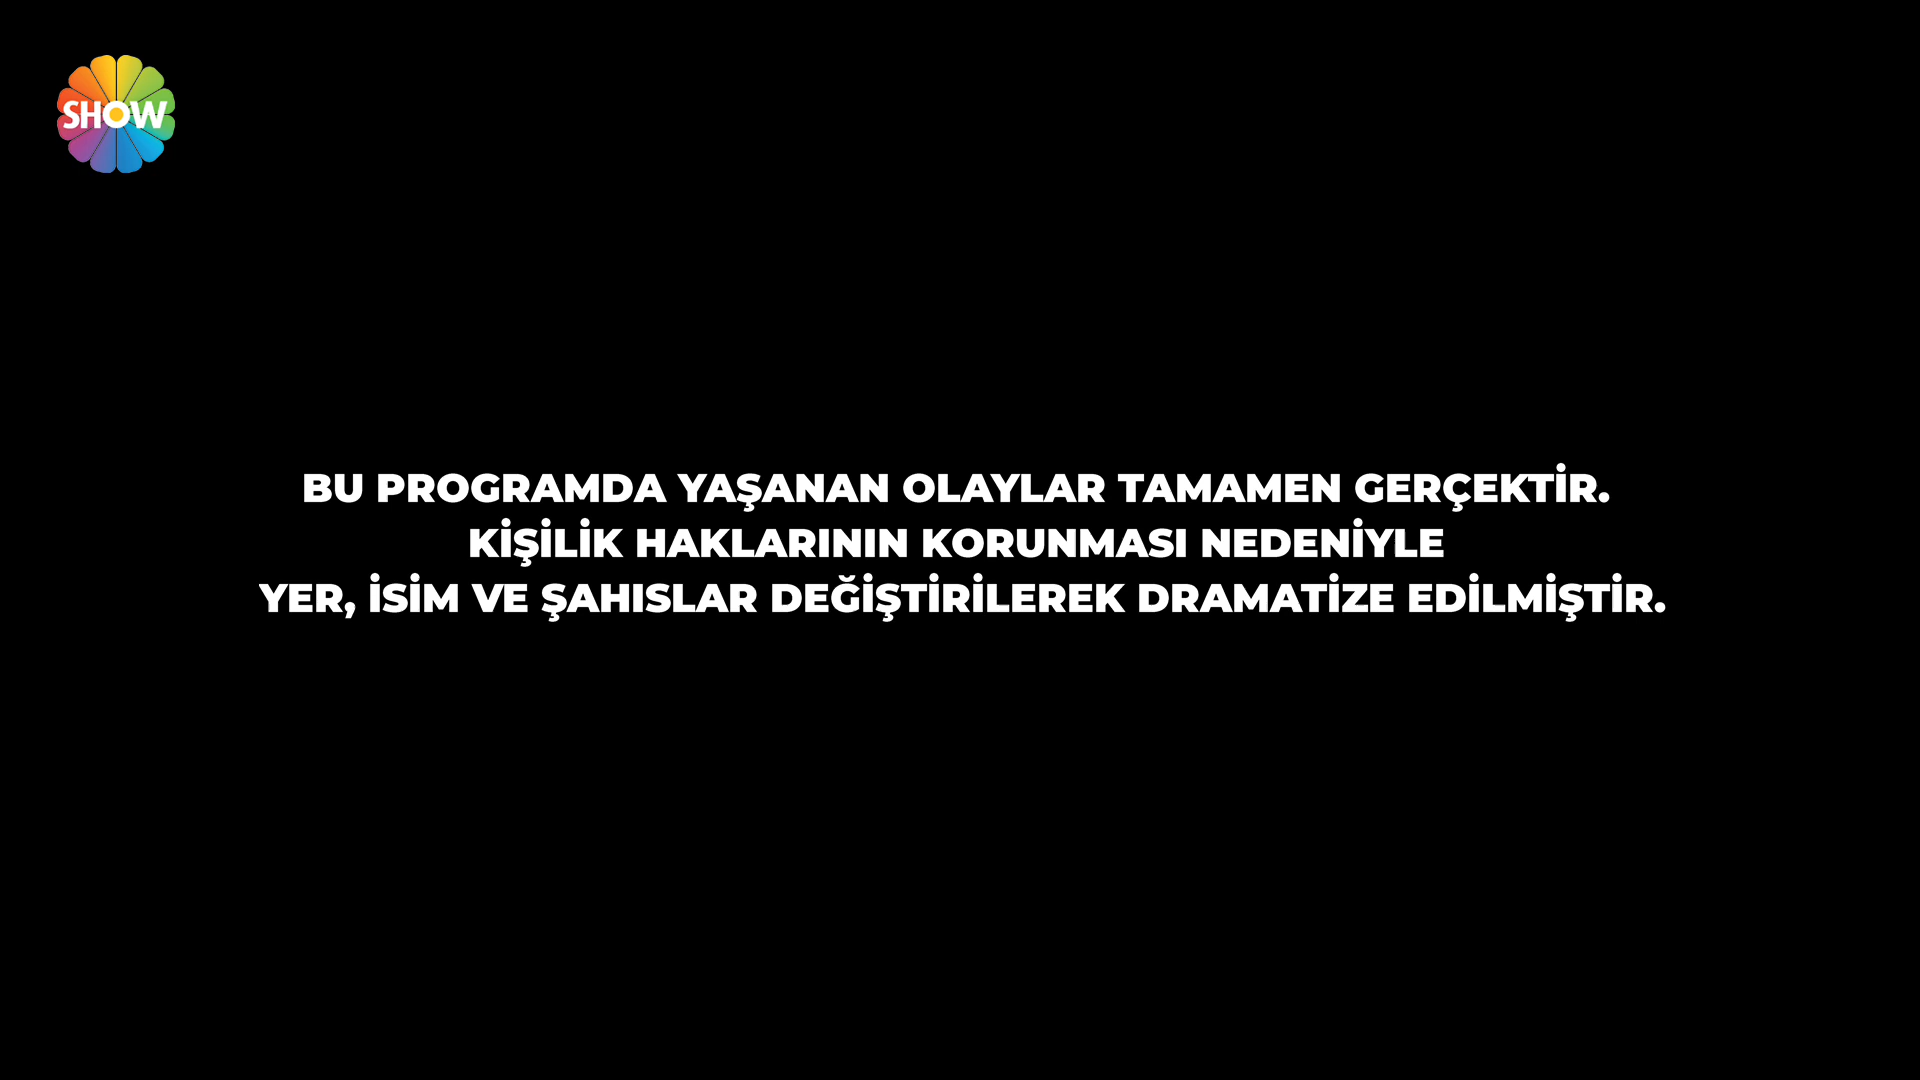 SHOW
BU PROGRAMDA YAŞANAN OLAYLAR TAMAMEN GERÇEKTİR.
KİŞİLİK HAKLARININ KORUNMASI NEDENİYLE
YER, İSİM VE ŞAHISLAR DEĞİŞTİRİLEREK DRAMATİZE EDİLMİŞTİR.